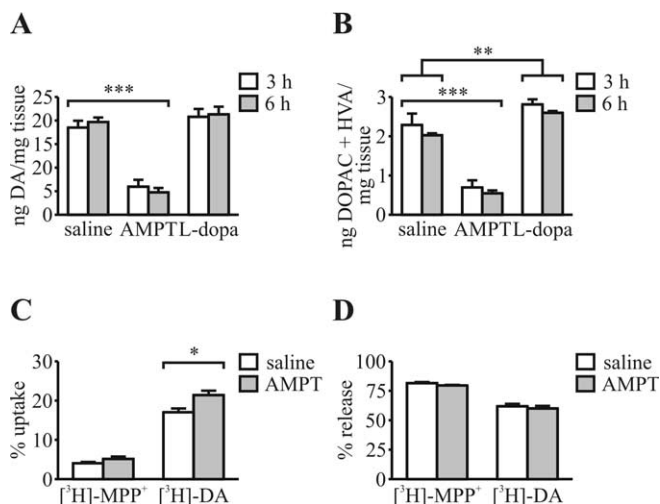 A
B
***
3 h
6 h
**
***
3 h
6 h
ng DA/mg tissue
25
20
15
20
5
0
saline AMPT L-dopa
ng DOPAC + HVA/
mg tissue
3
2
1
0
saline AMPT L-dopa
C
D
*
saline
AMPT
saline
AMPT
% uptake
30
20
10
0
[³H]-MPP⁺ [³H]-DA
% release
100
75
50
25
0
[³H]-MPP⁺ [³H]-DA